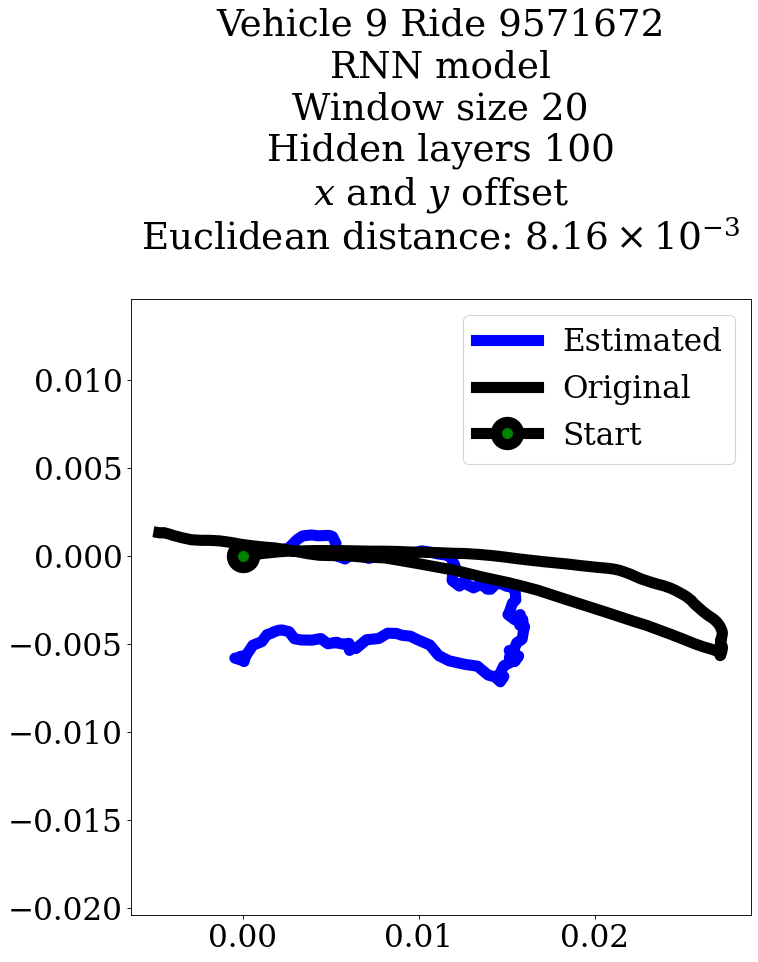 Vehicle 9 Ride 9571672
RNN model
Window size 20
Hidden layers 100
x and y offset
Euclidean distance: 8.16 × 10⁻³
Estimated
Original
Start
0.010
0.005
0.000
−0.005
−0.010
−0.015
−0.020
0.00 0.01 0.02